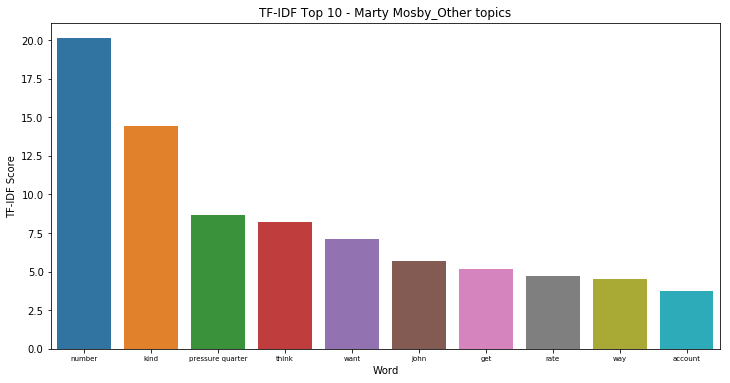 TF-IDF Top 10 - Marty Mosby_Other topics
TF-IDF Score
20.0
17.5
15.0
12.5
10.0
7.5
5.0
2.5
0.0
number kind pressure quarter think want john get rate way account
Word